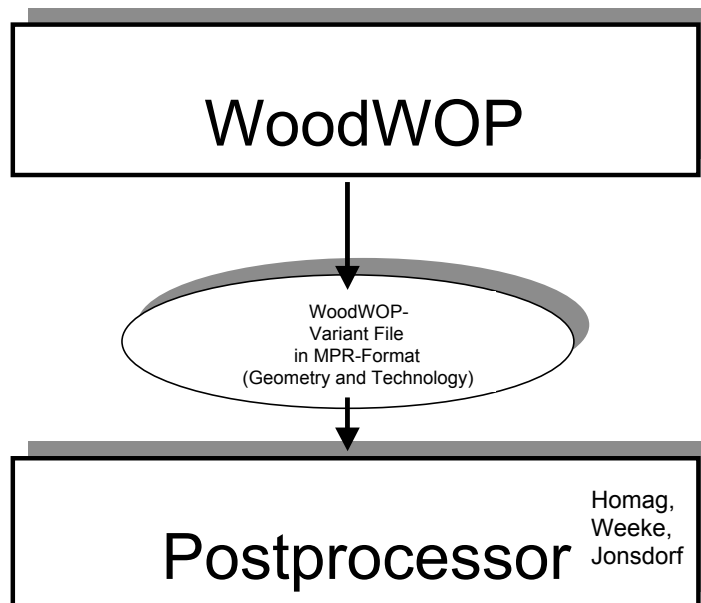 WoodWOP
WoodWOP-
Variant File
in MPR-Format
(Geometry and Technology)
Postprocessor
Homag,
Weeke,
Jonsdorf